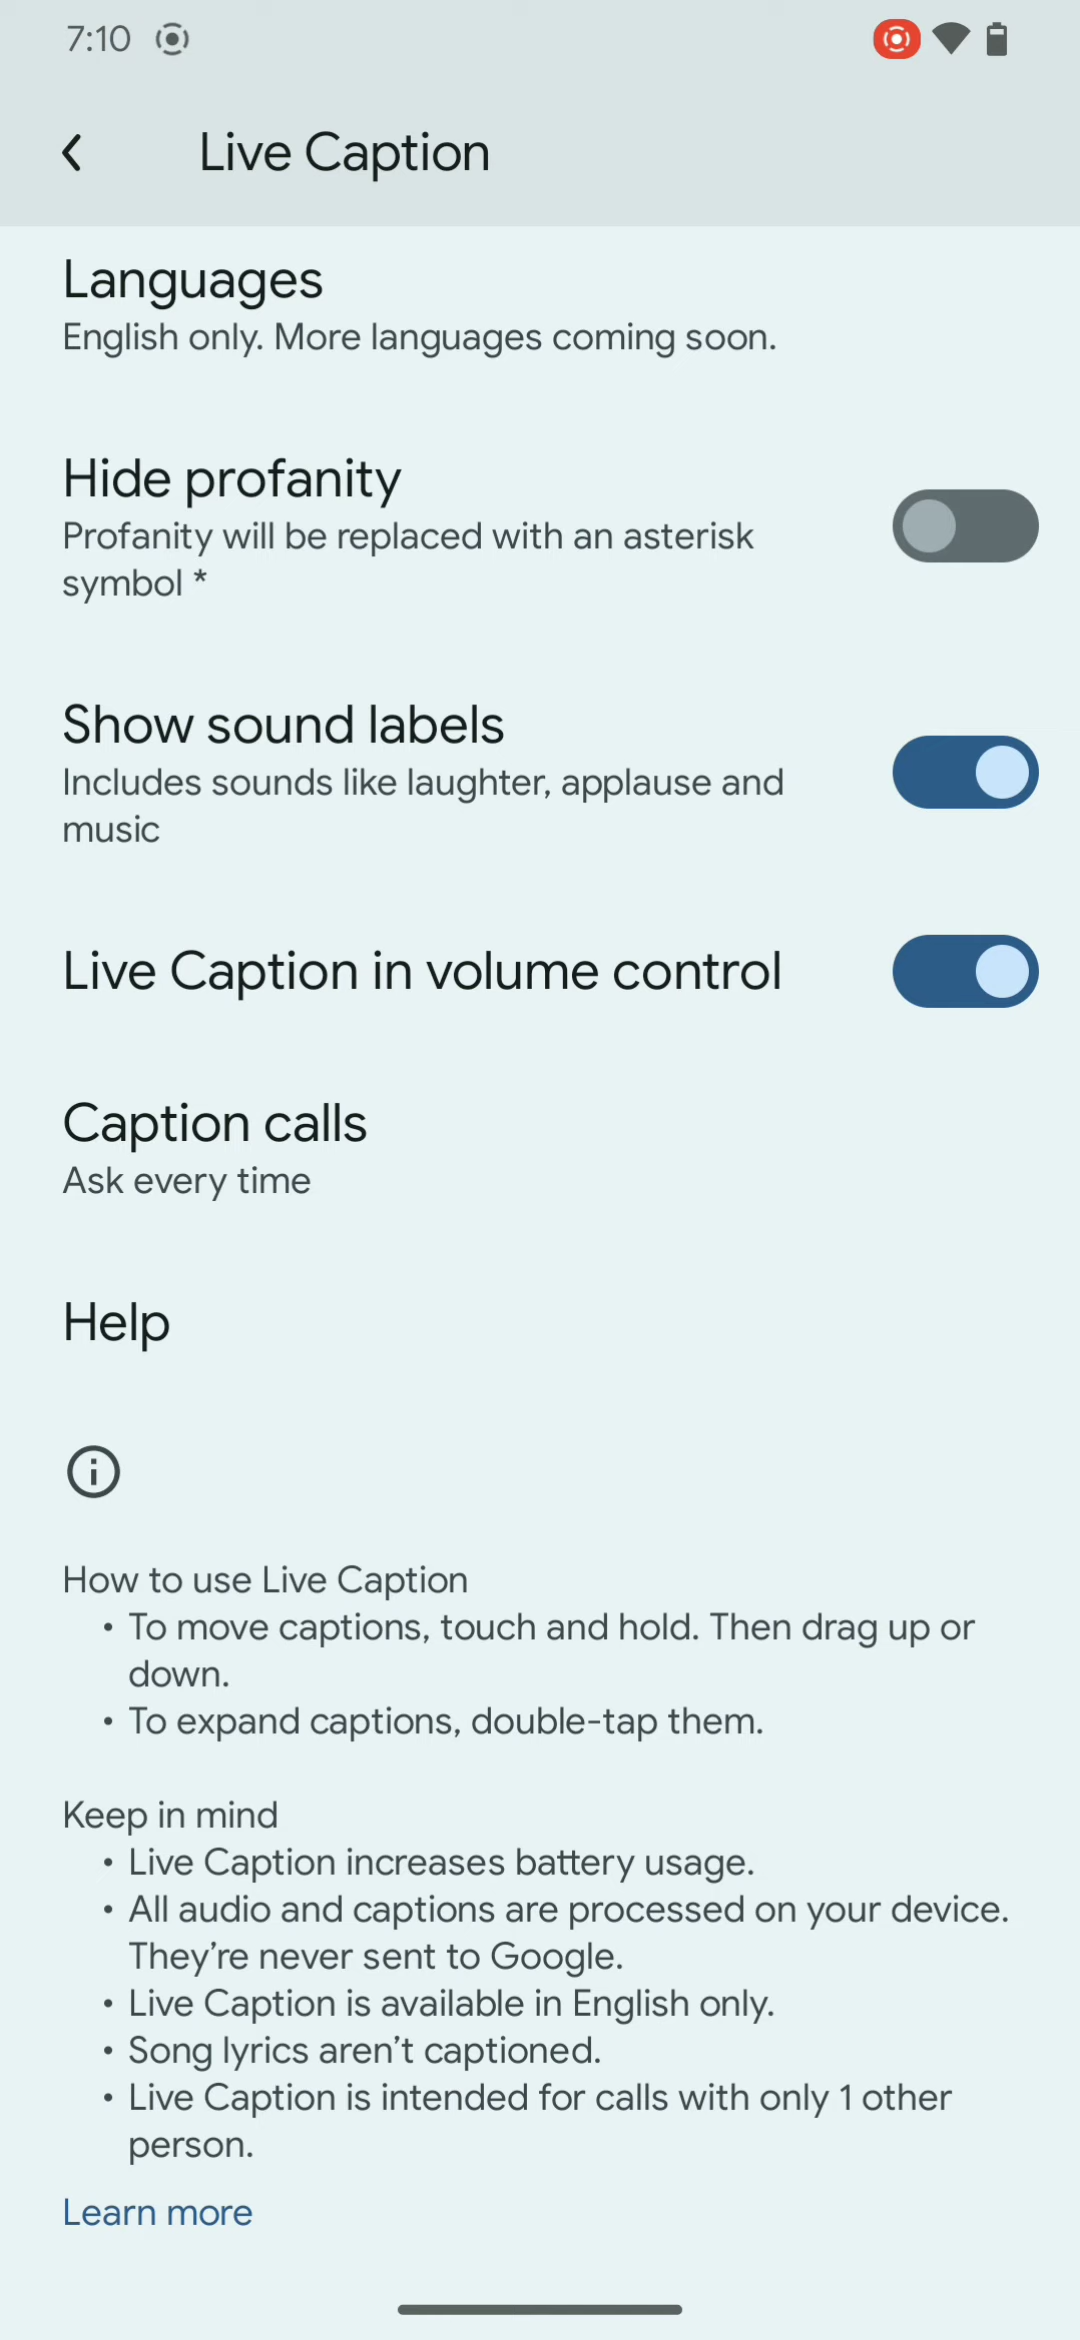 7:10
Live Caption
Languages
English only. More languages coming soon.
Hide profanity
Profanity will be replaced with an asterisk
symbol *
Show sound labels
Includes sounds like laughter, applause and
music
Live Caption in volume control
Caption calls
Ask every time
Help
How to use Live Caption
• To move captions, touch and hold. Then drag up or
down.
• To expand captions, double-tap them.
Keep in mind
• Live Caption increases battery usage.
• All audio and captions are processed on your device.
They’re never sent to Google.
• Live Caption is available in English only.
• Song lyrics aren’t captioned.
• Live Caption is intended for calls with only 1 other
person.
Learn more